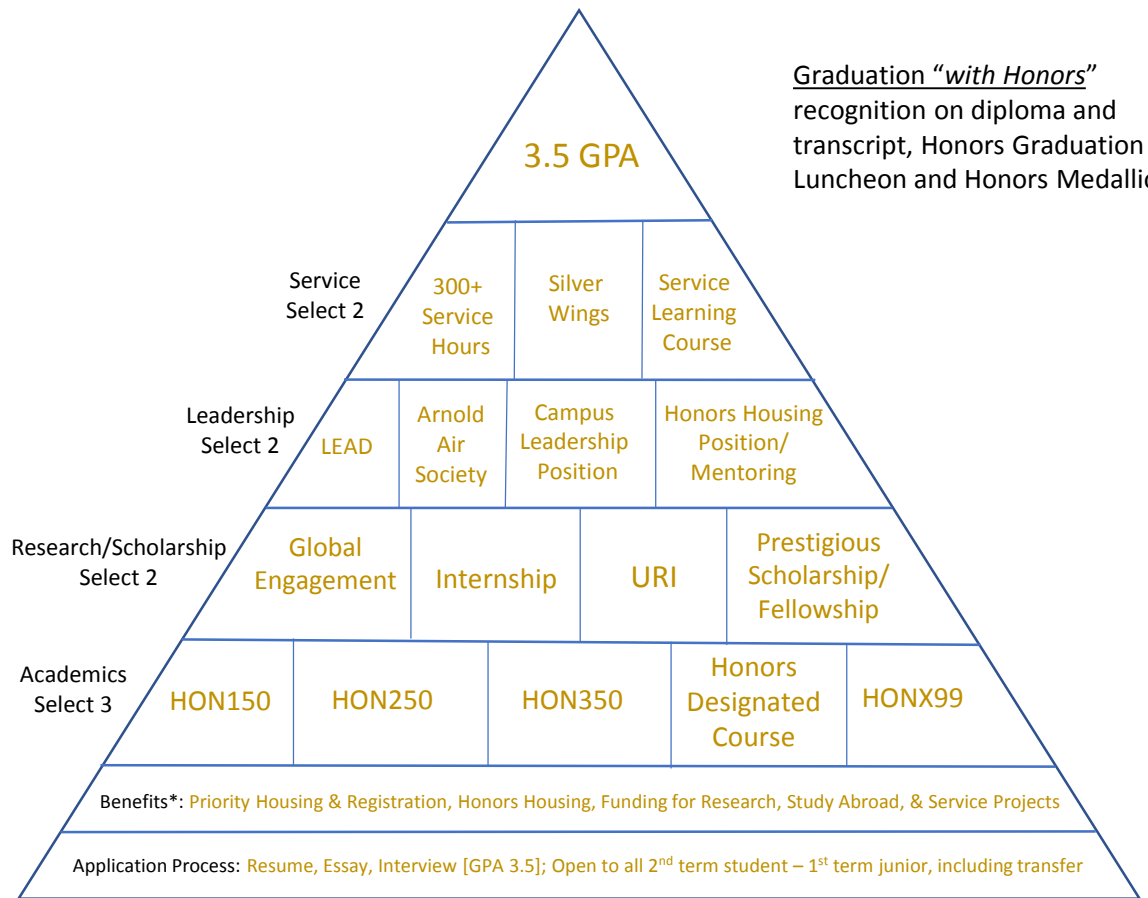 Graduation “with Honors”
recognition on diploma and
transcript, Honors Graduation
Luncheon and Honors
3.5 GPA
Service
Select 2
300+
Service
Hours
Silver
Wings
Service
Learning
Course
Leadership
Select 2
LEAD
Arnold
Air
Society
Campus
Leadership
Position
Honors Housing
Position/
Mentoring
Research/Scholarship
Select 2
Global
Engagement
Internship
URI
Prestigious
Scholarship/
Fellowship
Academics
Select 3
HON150
HON250
HON350
Honors
Designated
Course
HONX99
Benefits*: Priority Housing & Registration, Honors Housing, Funding for Research, Study Abroad, & Service Projects
Application Process: Resume, Essay, Interview [GPA 3.5]; Open to all 2nd term student – 1st term junior, including transfer